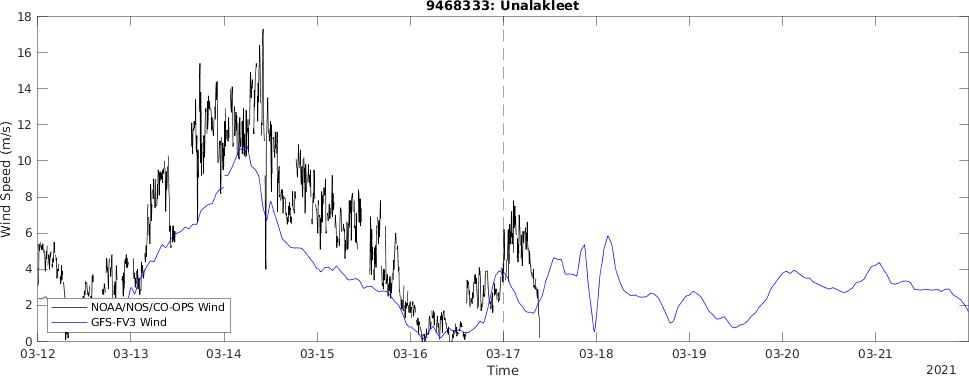 9468333: Unalakleet
Wind Speed (m/s)
18
16
14
12
10
8
6
4
2
0
NOAA/NOS/CO-OPS Wind
GFS-FV3 Wind
03-12 03-13 03-14 03-15 03-16 03-17 03-18 03-19 03-20 03-21
Time
2021